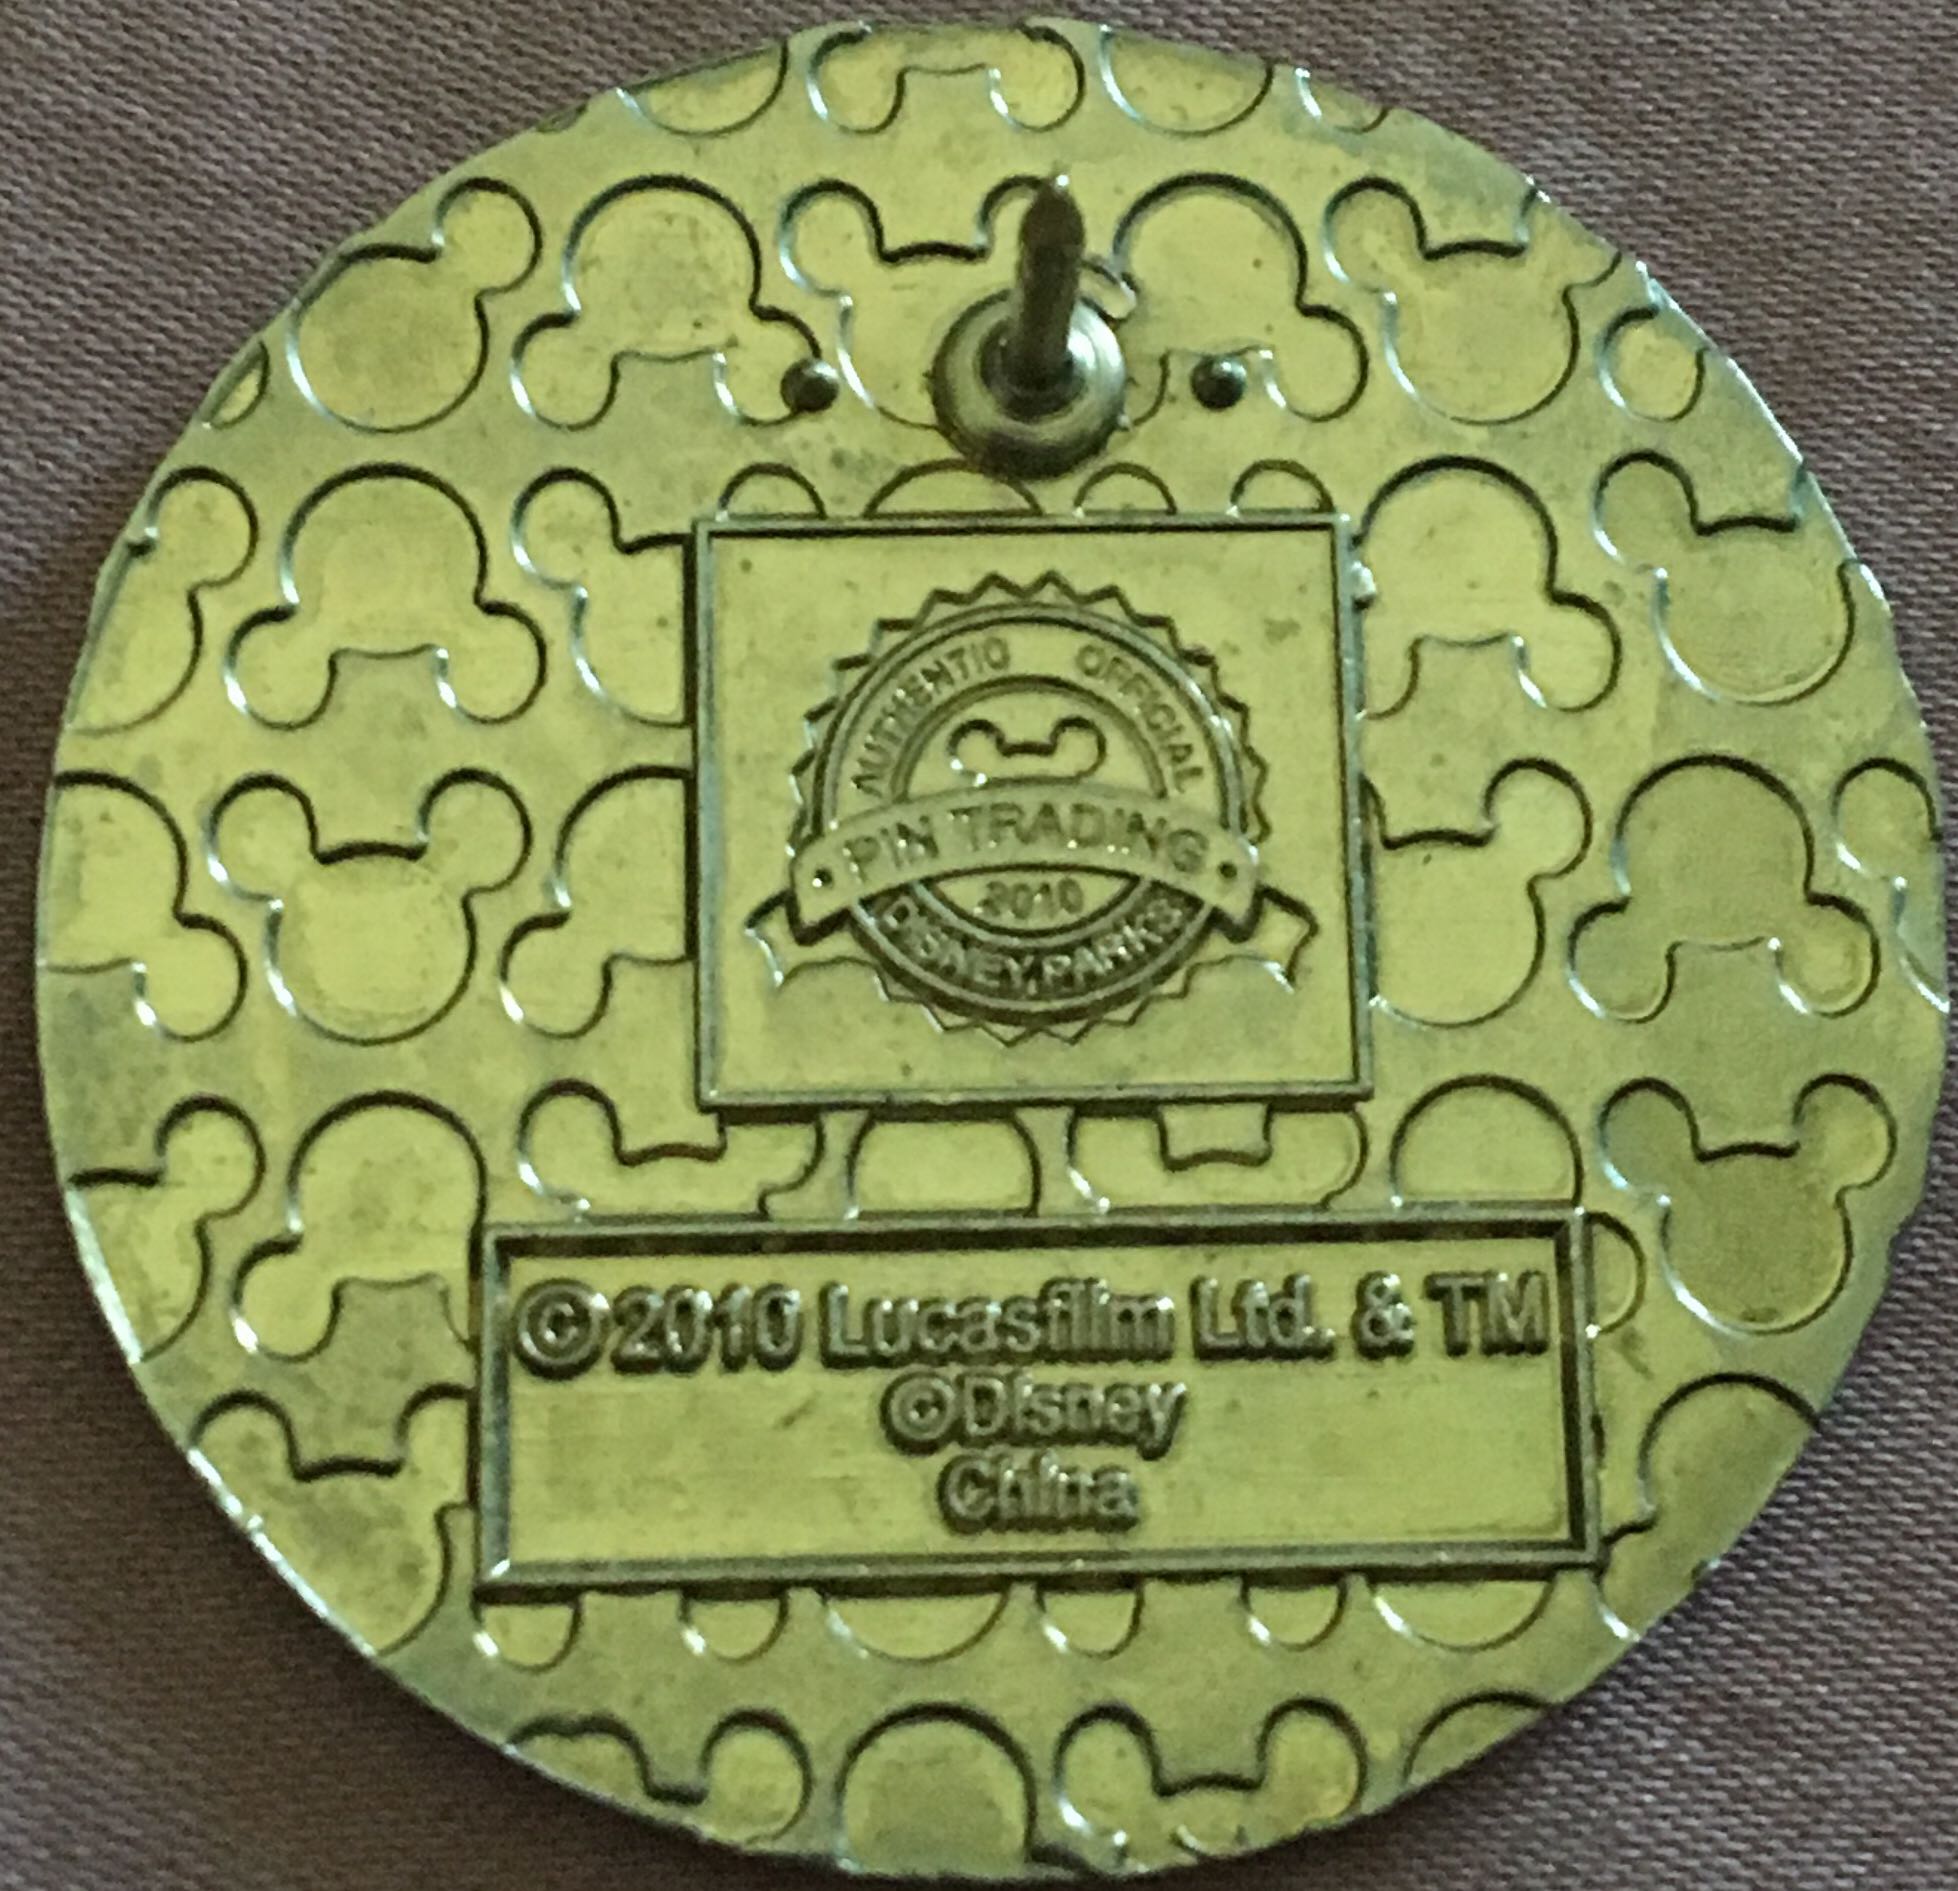 AUTHENTIC OFFICIAL
PIN TRADING
2010
DISNEY PARKS
©2010 Lucasfilm Ltd. & TM
©Disney
China